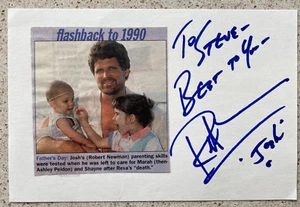 flashback to 1990
Father's Day: Josh's (Robert Newman) parenting skills
were tested when he was left to care for Marah (then
Ashley Peldon) and Shayne after Reva's "death."
To STEVE-
BEST TO YA-
"Josh"